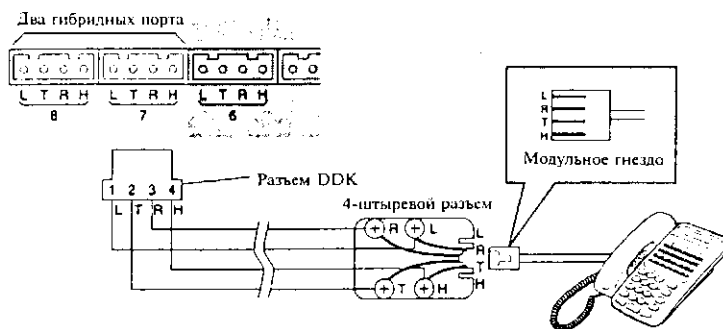 Два гибридных порта
L T R H L T R H L T R H
8 7 6
L
R
T
H
Модульное гнездо
1 2 3 4
Разъем DDK
L T R H
4-штыревой разъем
R L
T H
L
R
T
H